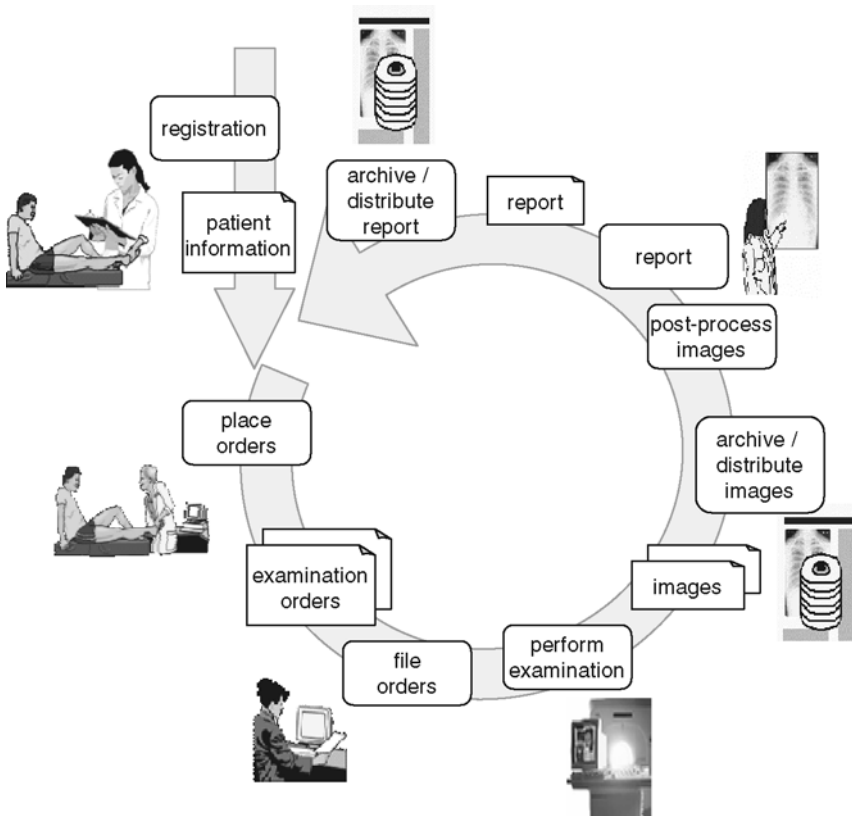 registration
patient
information
place
orders
examination
orders
file
orders
perform
examination
images
archive /
distribute
images
post-process
images
report
report
archive /
distribute
report